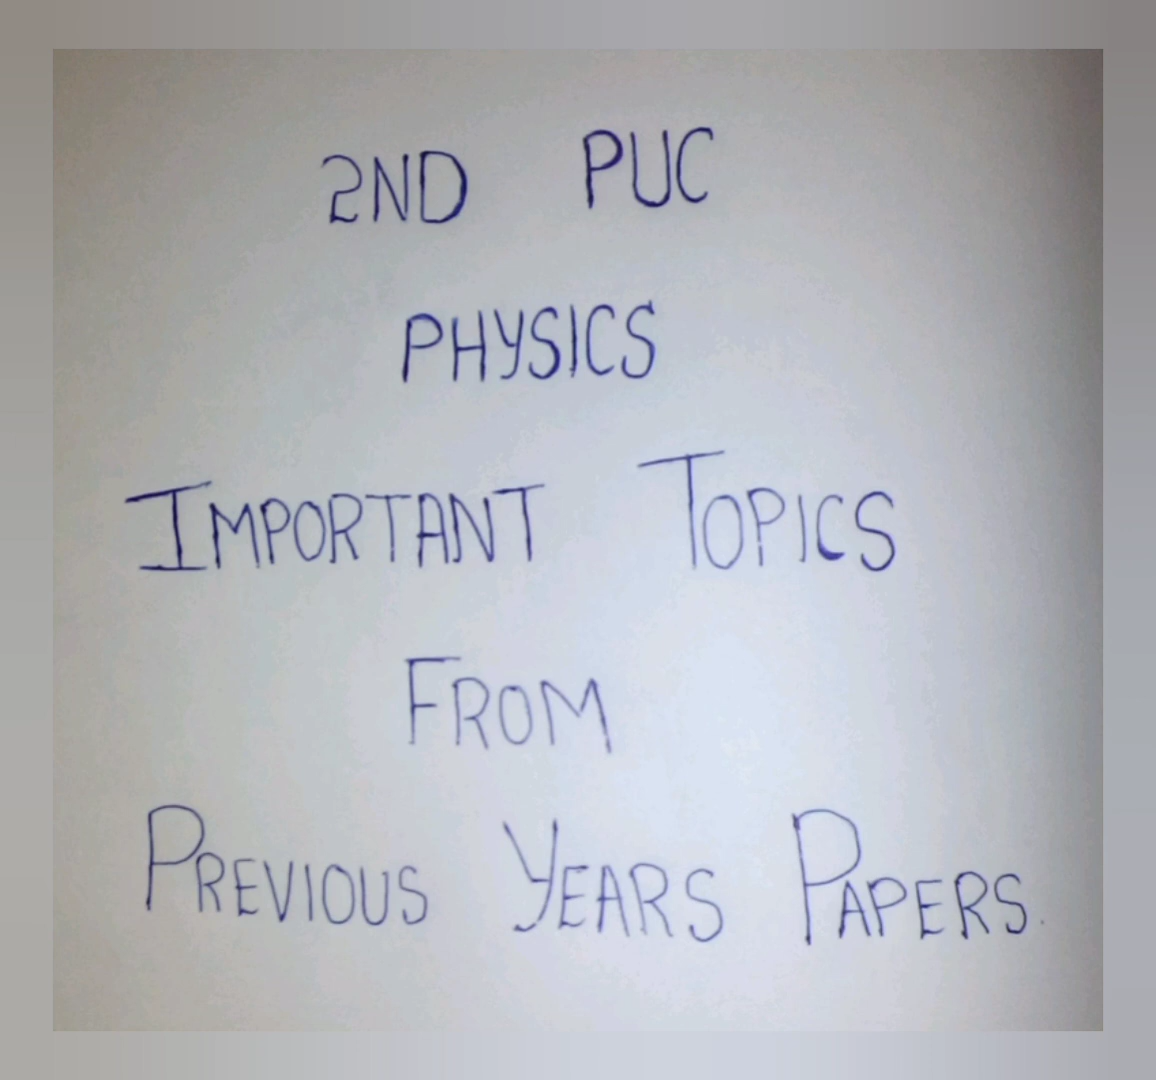 2ND PUC
PHYSICS
IMPORTANT TOPICS
FROM
PREVIOUS YEARS PAPERS.